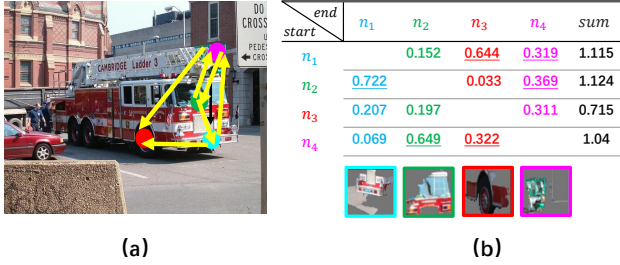 DO
CROSS
U
PEDES
CROS
CAMBRIDGE Ladder 3
(a)
end
start
n1 n2 n3 n4 sum
n1 0.152 0.644 0.319 1.115
n2 0.722 0.033 0.369 1.124
n3 0.207 0.197 0.311 0.715
n4 0.069 0.649 0.322 1.04
(b)